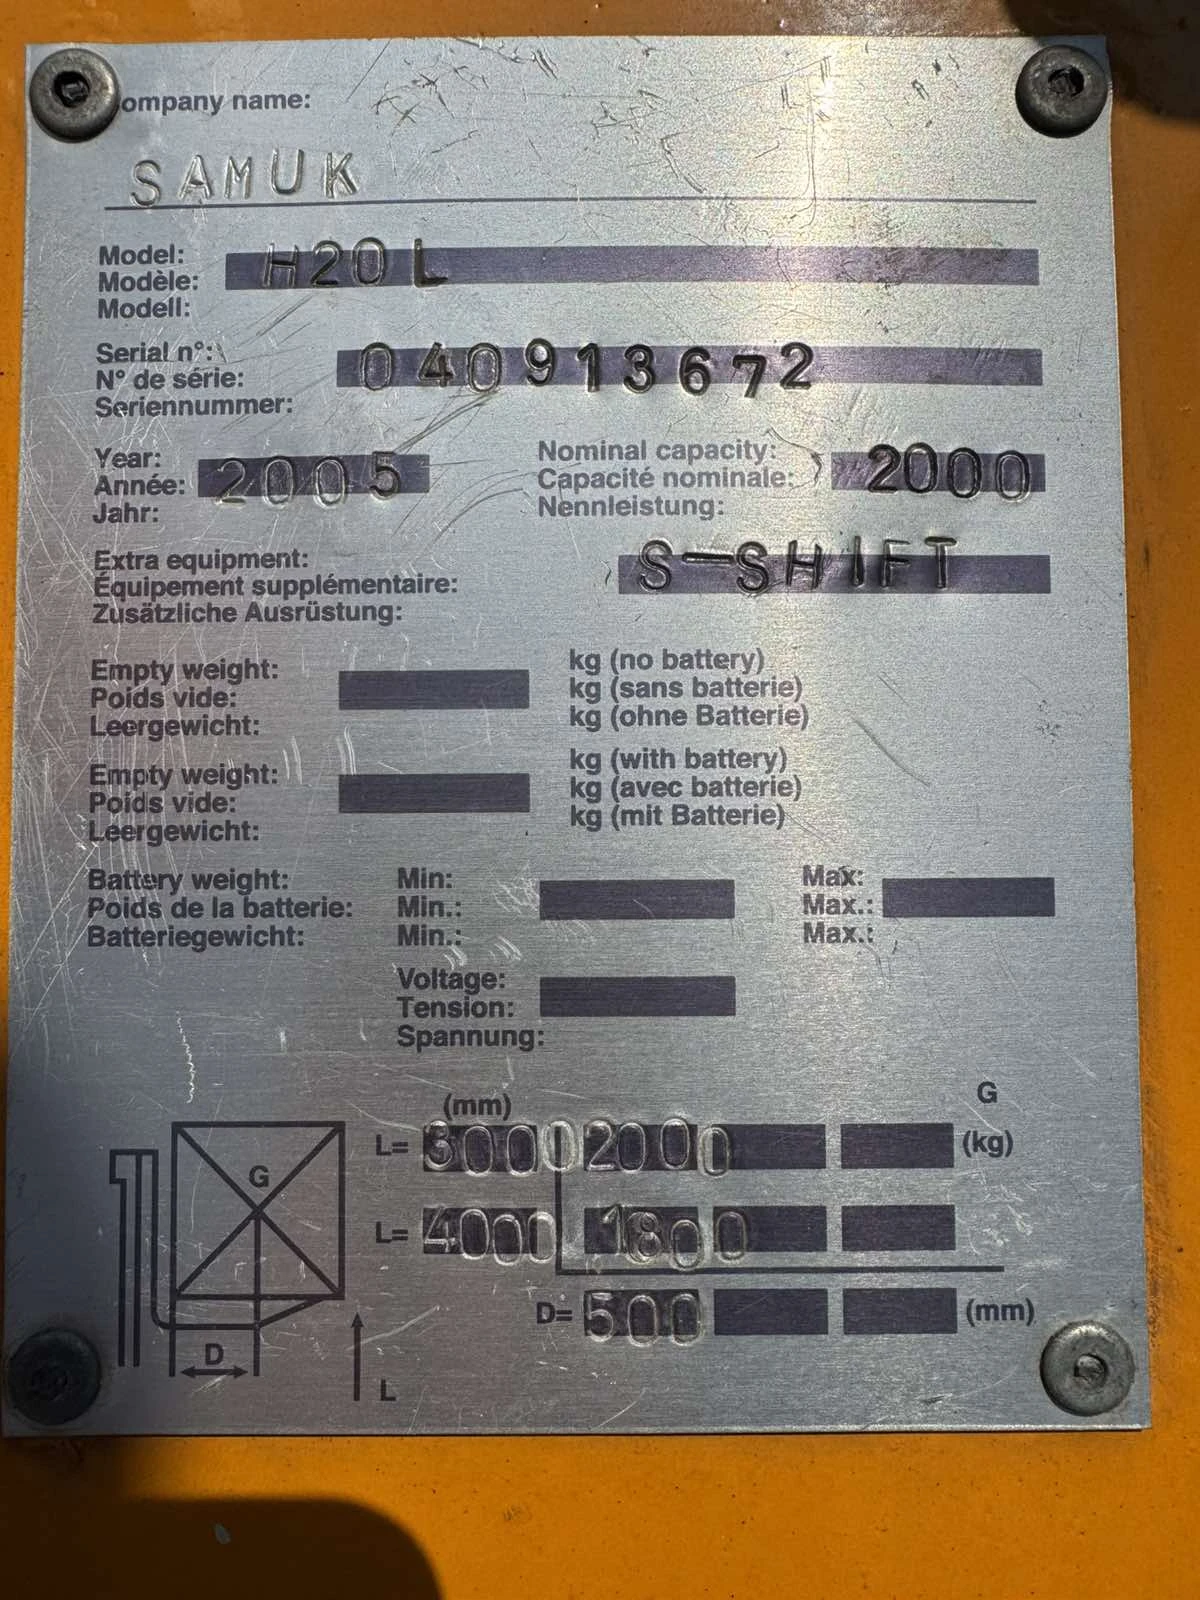 ompany name:
SAMUK
Model: H20L
Modèle:
Modell:
Serial n°: 040913672
N° de série:
Seriennummer:
Year: 2005 Nominal capacity: 2000
Année: Capacité nominale:
Jahr: Nennleistung:
Extra equipment: S-SHIFT
Équipement supplémentaire:
Zusätzliche Ausrüstung:
Empty weight: kg (no battery)
Poids vide: kg (sans batterie)
Leergewicht: kg (ohne Batterie)
Empty weight: kg (with battery)
Poids vide: kg (avec batterie)
Leergewicht: kg (mit Batterie)
Battery weight: Min: Max:
Poids de la batterie: Min.: Max.:
Batteriegewicht: Min.: Max.:
Voltage:
Tension:
Spannung:
(mm) G
L= 3000 2000 (kg)
G
L= 4000 1800
D= 500 (mm)
D
L